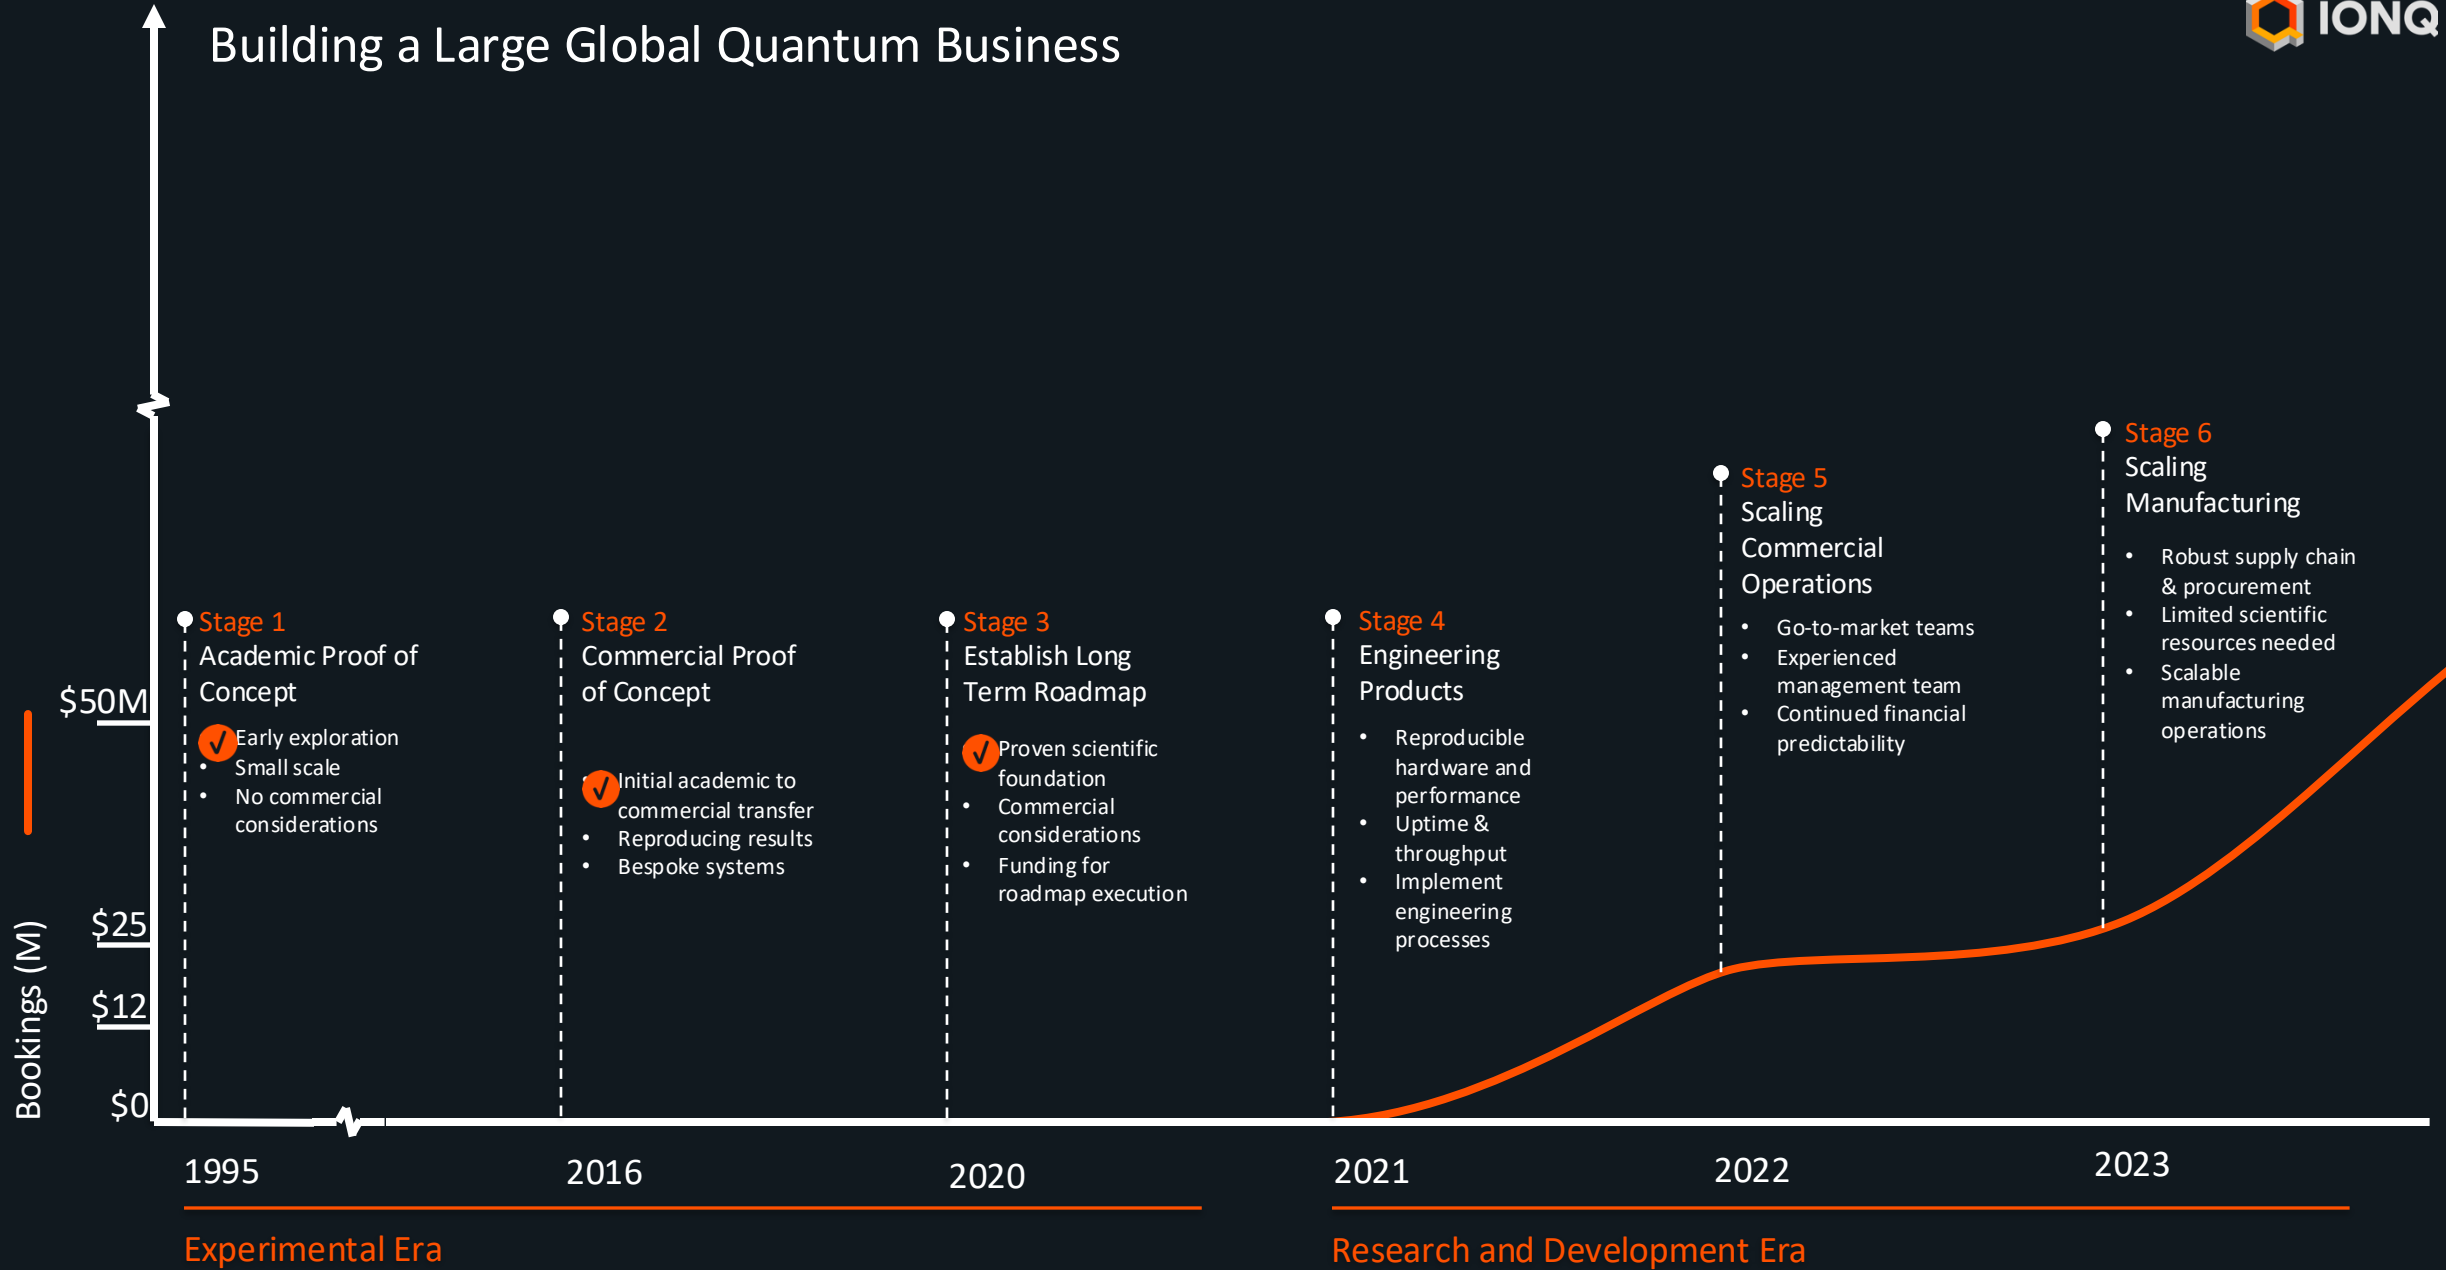 Building a Large Global Quantum Business
IONQ
Stage 1
Academic Proof of
Concept
Early exploration
• Small scale
• No commercial
considerations
Stage 2
Commercial Proof
of Concept
Initial academic to
commercial transfer
• Reproducing results
• Bespoke systems
Stage 3
Establish Long
Term Roadmap
Proven scientific
foundation
• Commercial
considerations
• Funding for
roadmap execution
Stage 4
Engineering
Products
• Reproducible
hardware and
performance
• Uptime &
throughput
• Implement
engineering
processes
Stage 5
Scaling
Commercial
Operations
• Go-to-market teams
• Experienced
management team
• Continued financial
predictability
Stage 6
Scaling
Manufacturing
• Robust supply chain
& procurement
• Limited scientific
resources needed
• Scalable
manufacturing
operations
Bookings (M)
$50M
$25
$12
$0
1995
2016
2020
2021
2022
2023
Experimental Era
Research and Development Era